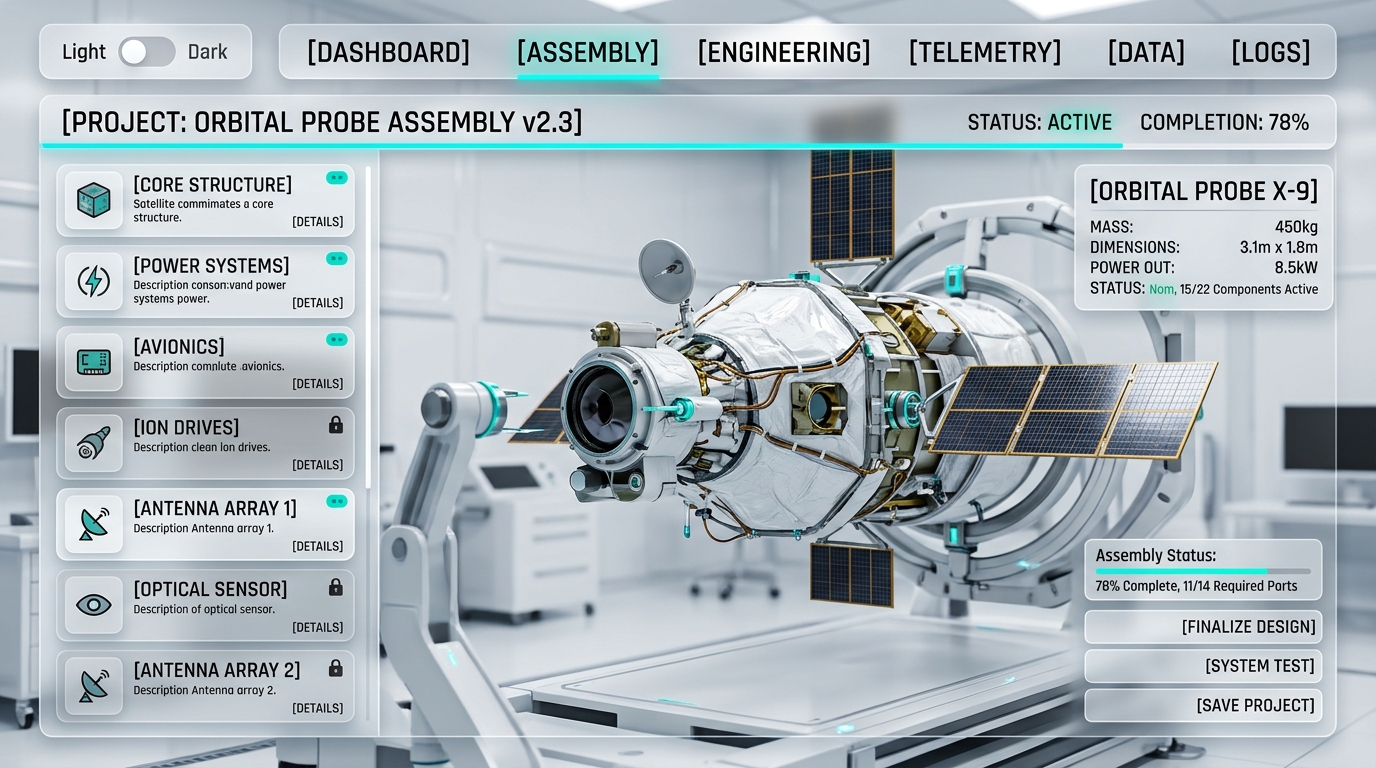 Light Dark
[DASHBOARD] [ASSEMBLY] [ENGINEERING] [TELEMETRY] [DATA] [LOGS]
[PROJECT: ORBITAL PROBE ASSEMBLY v2.3] STATUS: ACTIVE COMPLETION: 78%
[CORE STRUCTURE]
Satellite commimates a core
structure.
[DETAILS]
[POWER SYSTEMS]
Description conson:vand power
systems power.
[DETAILS]
[AVIONICS]
Description comnlute .avionics.
[DETAILS]
[ION DRIVES]
Description clean Ion drives.
[DETAILS]
[ANTENNA ARRAY 1]
Description Antenna array 1.
[DETAILS]
[OPTICAL SENSOR]
Description of optical sensor.
[DETAILS]
[ANTENNA ARRAY 2]
Description Antenna array 2.
[DETAILS]
[ORBITAL PROBE X-9]
MASS: 450kg
DIMENSIONS: 3.1m x 1.8m
POWER OUT: 8.5kW
STATUS: Nom, 15/22 Components Active
Assembly Status:
78% Complete, 11/14 Required Ports
[FINALIZE DESIGN]
[SYSTEM TEST]
[SAVE PROJECT]